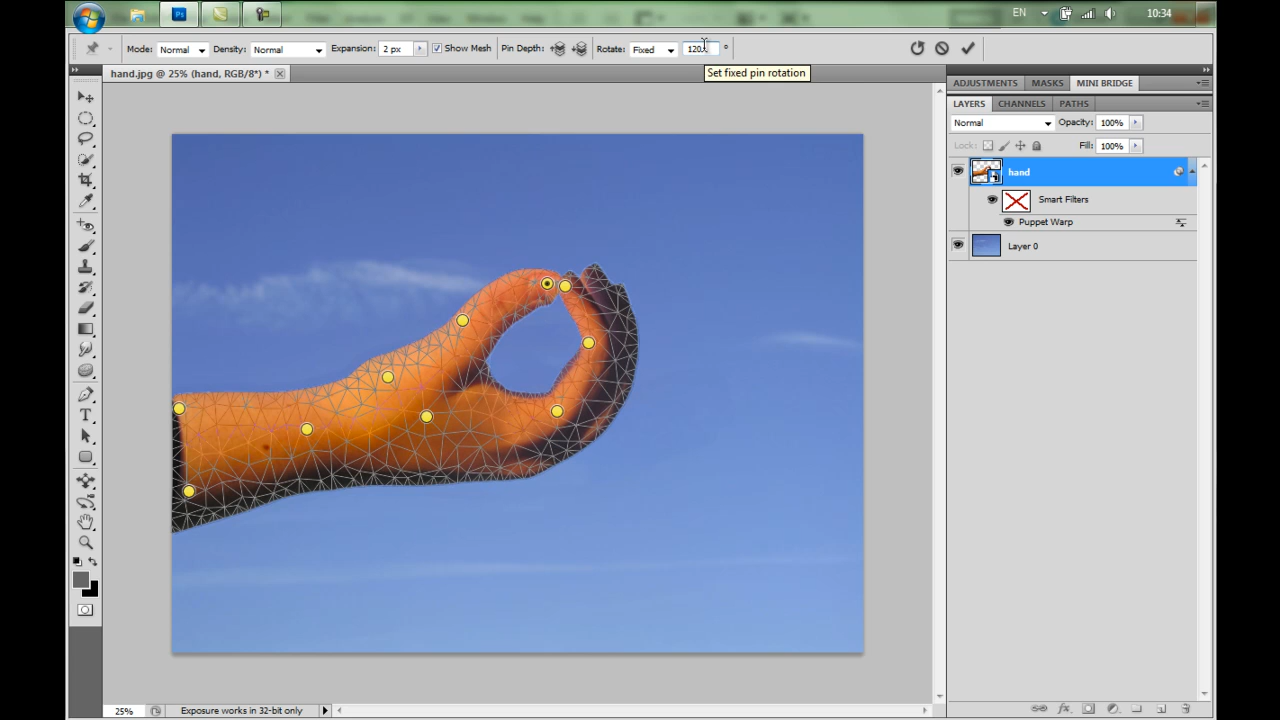 EN
10:34
Mode: Normal Density: Normal Expansion: 2 px Show Mesh Pin Depth: Rotate: Fixed 120 °
Set fixed pin rotation
hand.jpg @ 25% (hand, RGB/8*) *
ADJUSTMENTS MASKS MINI BRIDGE
LAYERS CHANNELS PATHS
Normal Opacity: 100%
Lock: Fill: 100%
hand
Smart Filters
Puppet Warp
Layer 0
25% Exposure works in 32-bit only